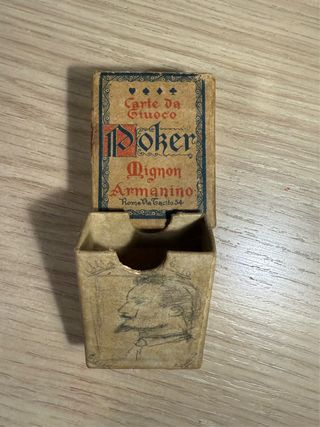 Carte da
Giuoco
Poker
Mignon
Armanino
Roma Via Tacito 54